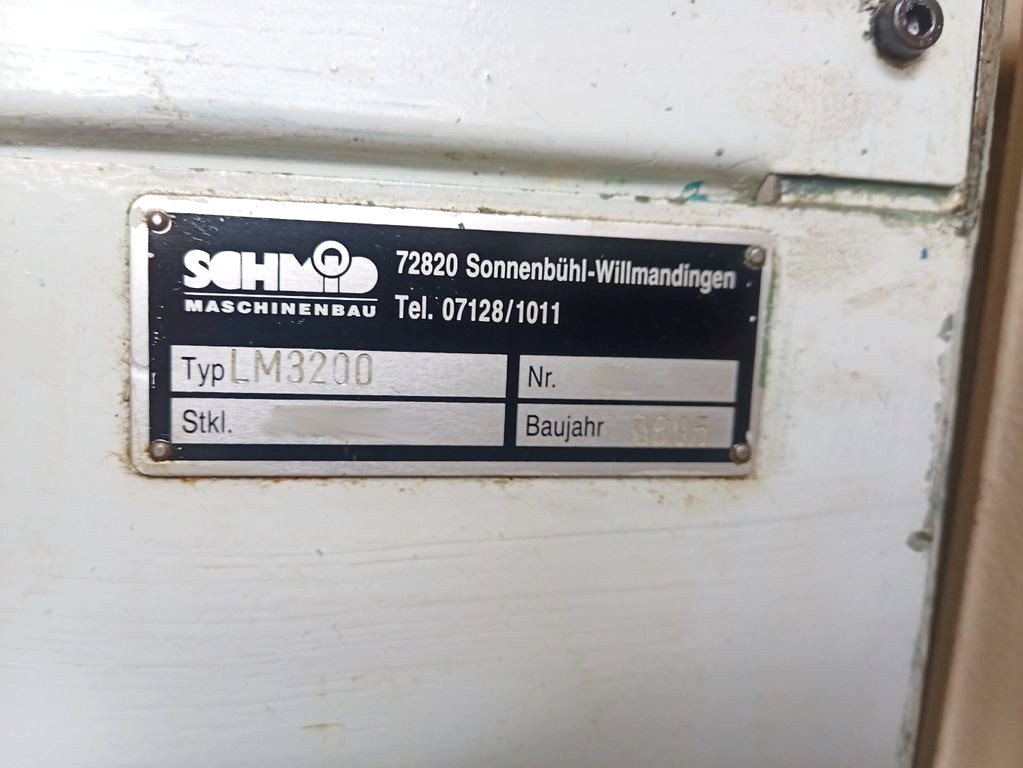 SCHMID
MASCHINENBAU
72820 Sonnenbühl-Willmandingen
Tel. 07128/1011
Typ LM3200
Nr.
Stkl.
Baujahr